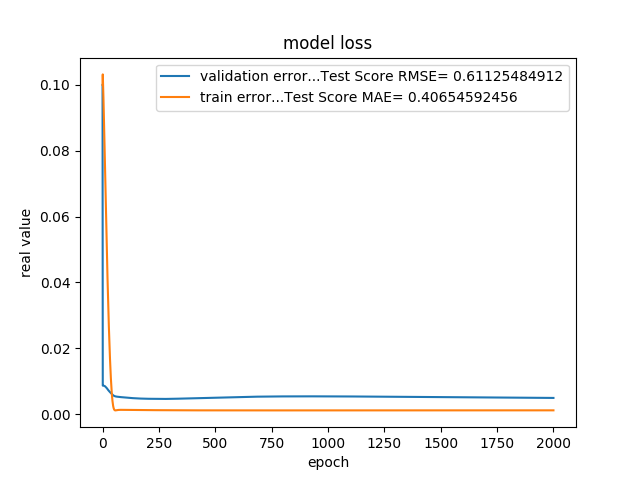 model loss
validation error...Test Score RMSE= 0.61125484912
train error...Test Score MAE= 0.40654592456
real value
0.10
0.08
0.06
0.04
0.02
0.00
0 250 500 750 1000 1250 1500 1750 2000
epoch